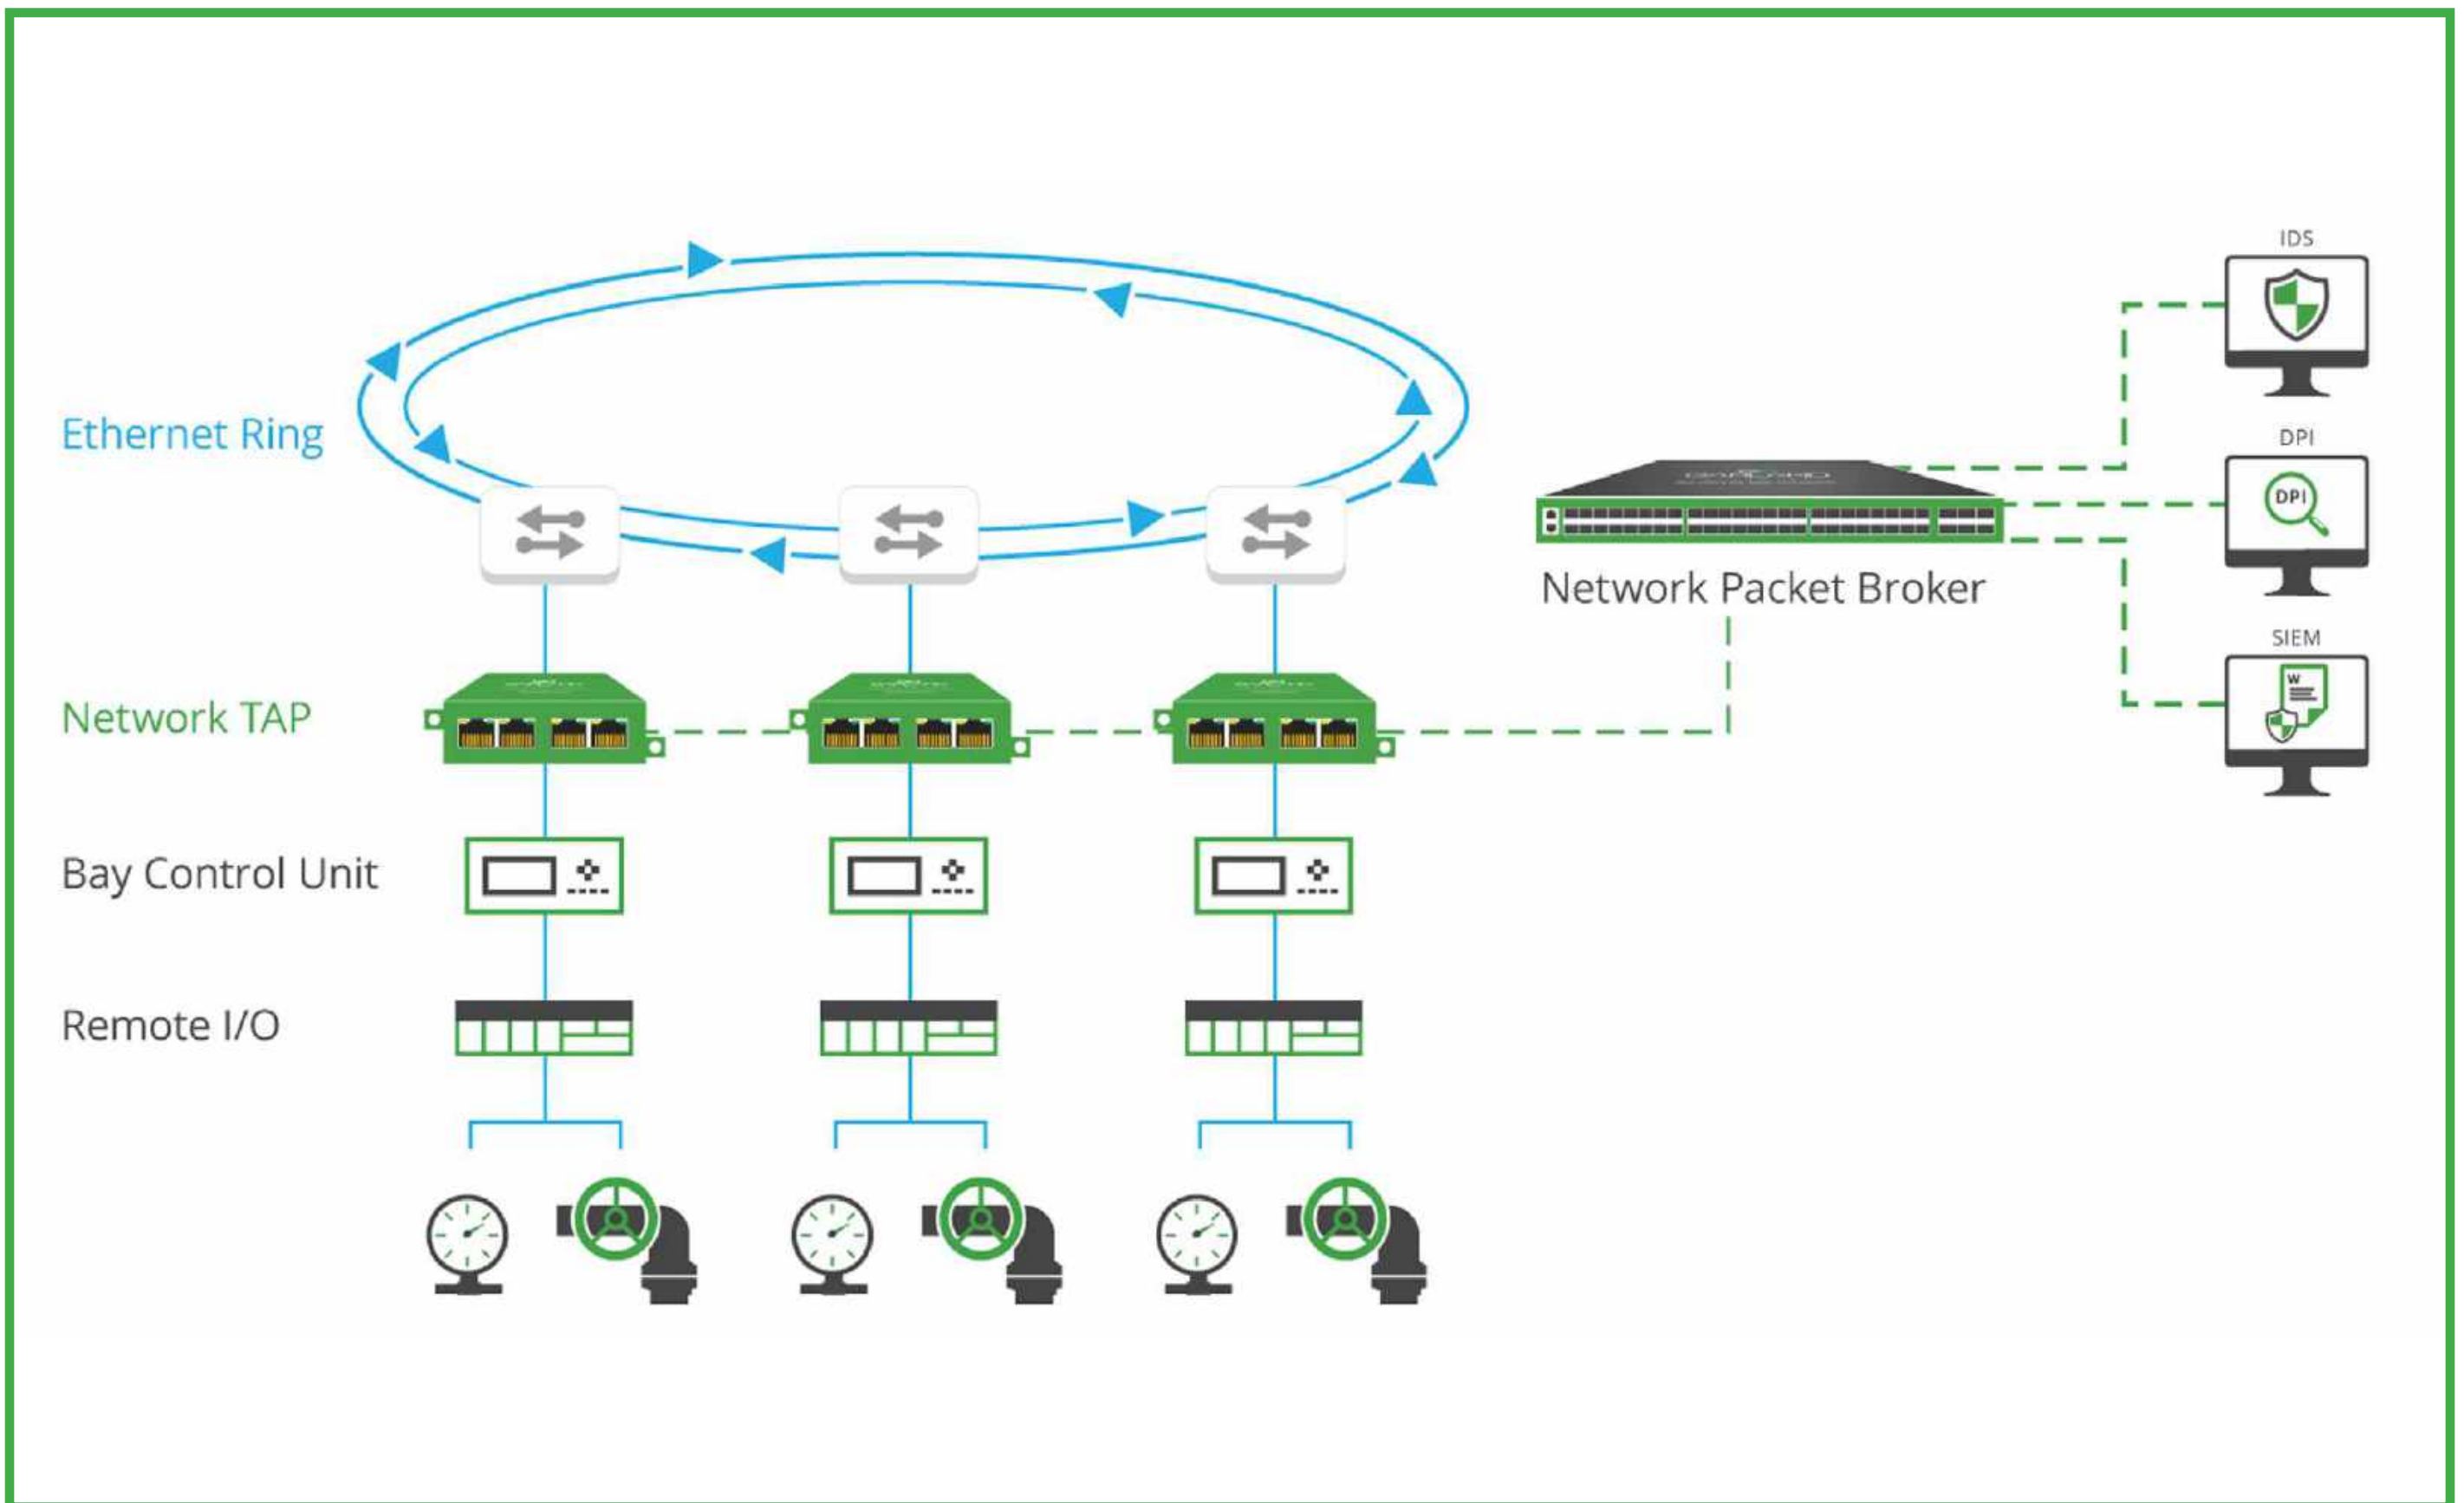 IDS
Ethernet Ring
DPI
DPI
Network Packet Broker
SIEM
W
Network TAP
Bay Control Unit
Remote I/O